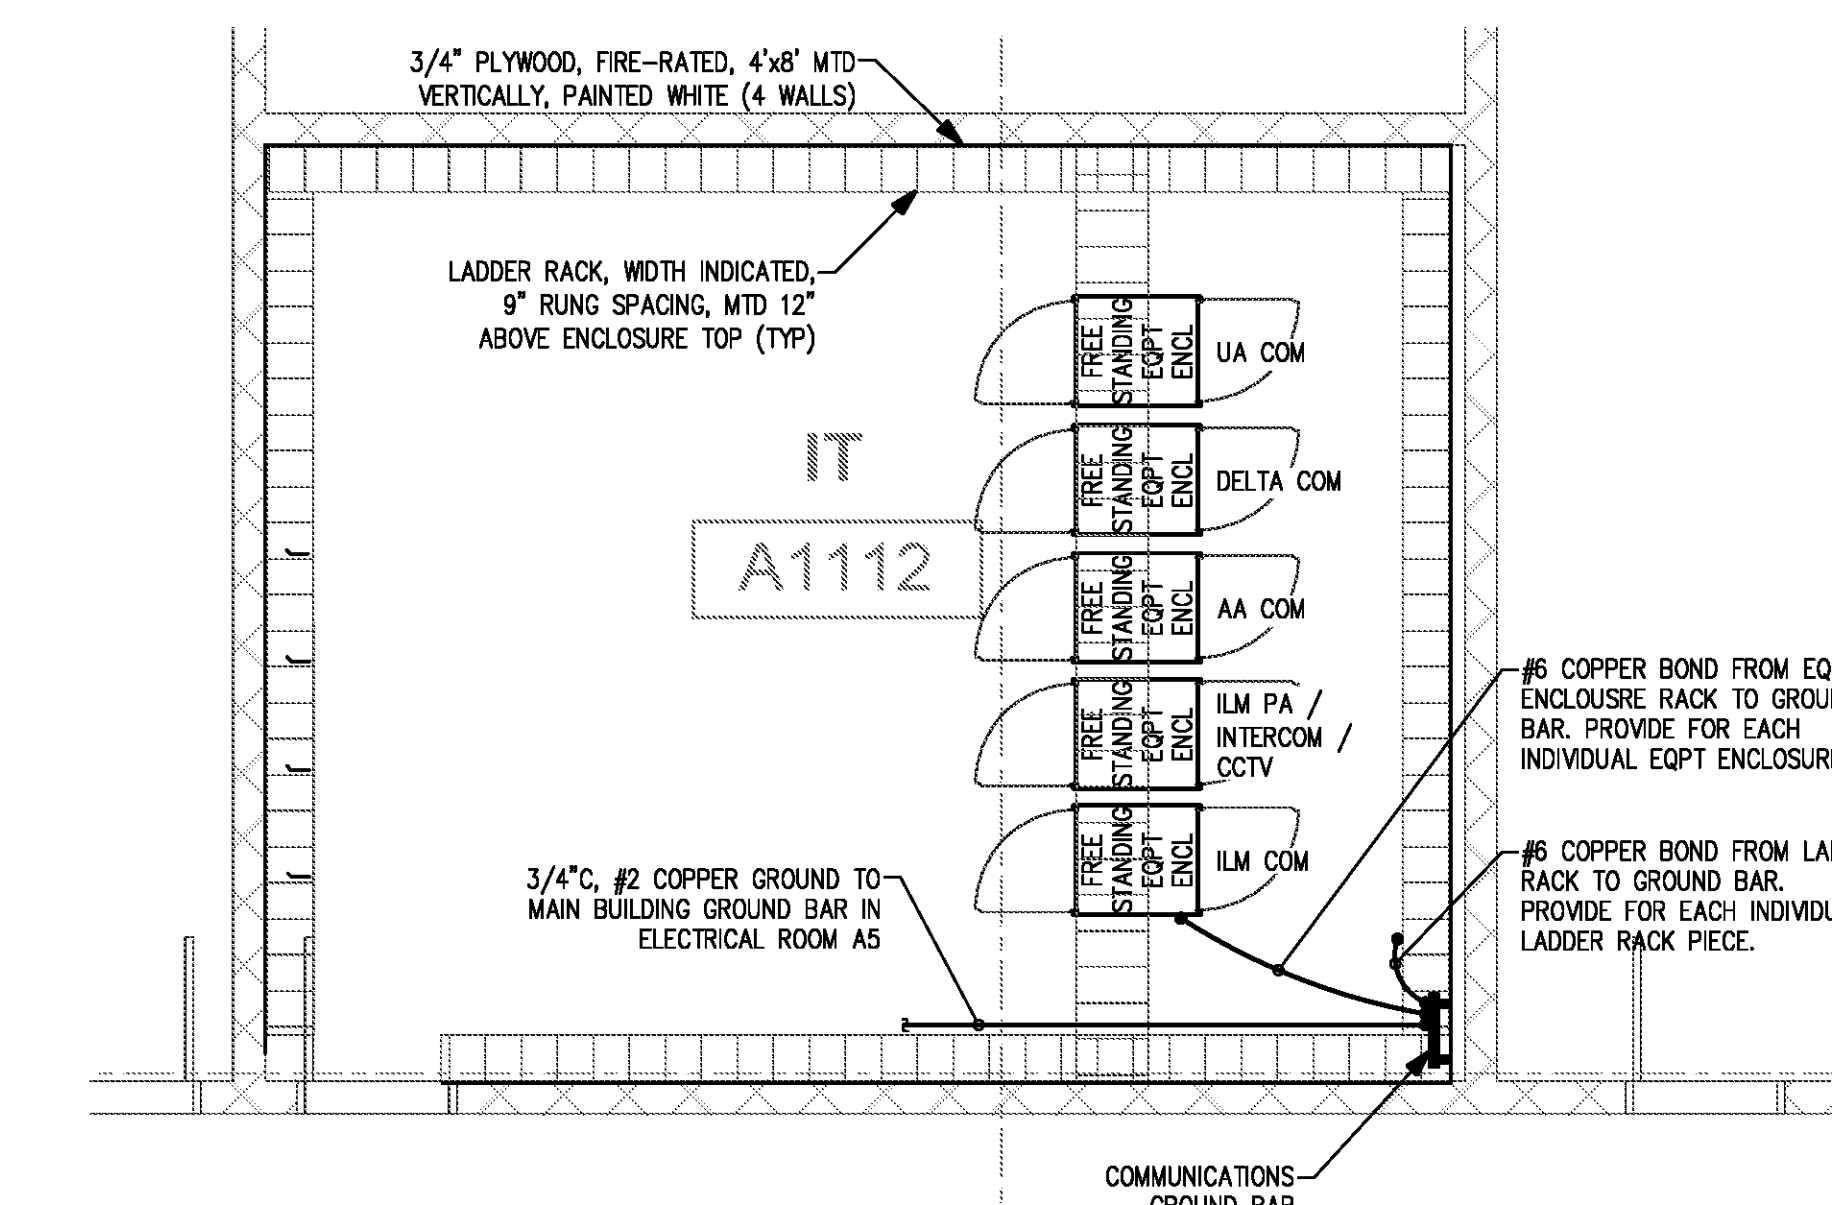 3/4" PLYWOOD, FIRE-RATED, 4'x8' MTD
VERTICALLY, PAINTED WHITE (4 WALLS)
LADDER RACK, WIDTH INDICATED,
9" RUNG SPACING, MTD 12"
ABOVE ENCLOSURE TOP (TYP)
FREE
STANDING
EQPT
ENCL
UA COM
IT
A1112
FREE
STANDING
EQPT
ENCL
DELTA COM
FREE
STANDING
EQPT
ENCL
AA COM
FREE
STANDING
EQPT
ENCL
ILM PA /
INTERCOM /
CCTV
FREE
STANDING
EQPT
ENCL
ILM COM
#6 COPPER BOND FROM EQ
ENCLOUSRE RACK TO GROU
BAR. PROVIDE FOR EACH
INDIVIDUAL EQPT ENCLOSUR
#6 COPPER BOND FROM LA
RACK TO GROUND BAR.
PROVIDE FOR EACH INDIVIDU
LADDER RACK PIECE.
3/4"C, #2 COPPER GROUND TO
MAIN BUILDING GROUND BAR IN
ELECTRICAL ROOM A5
COMMUNICATIONS
GROUND BAR